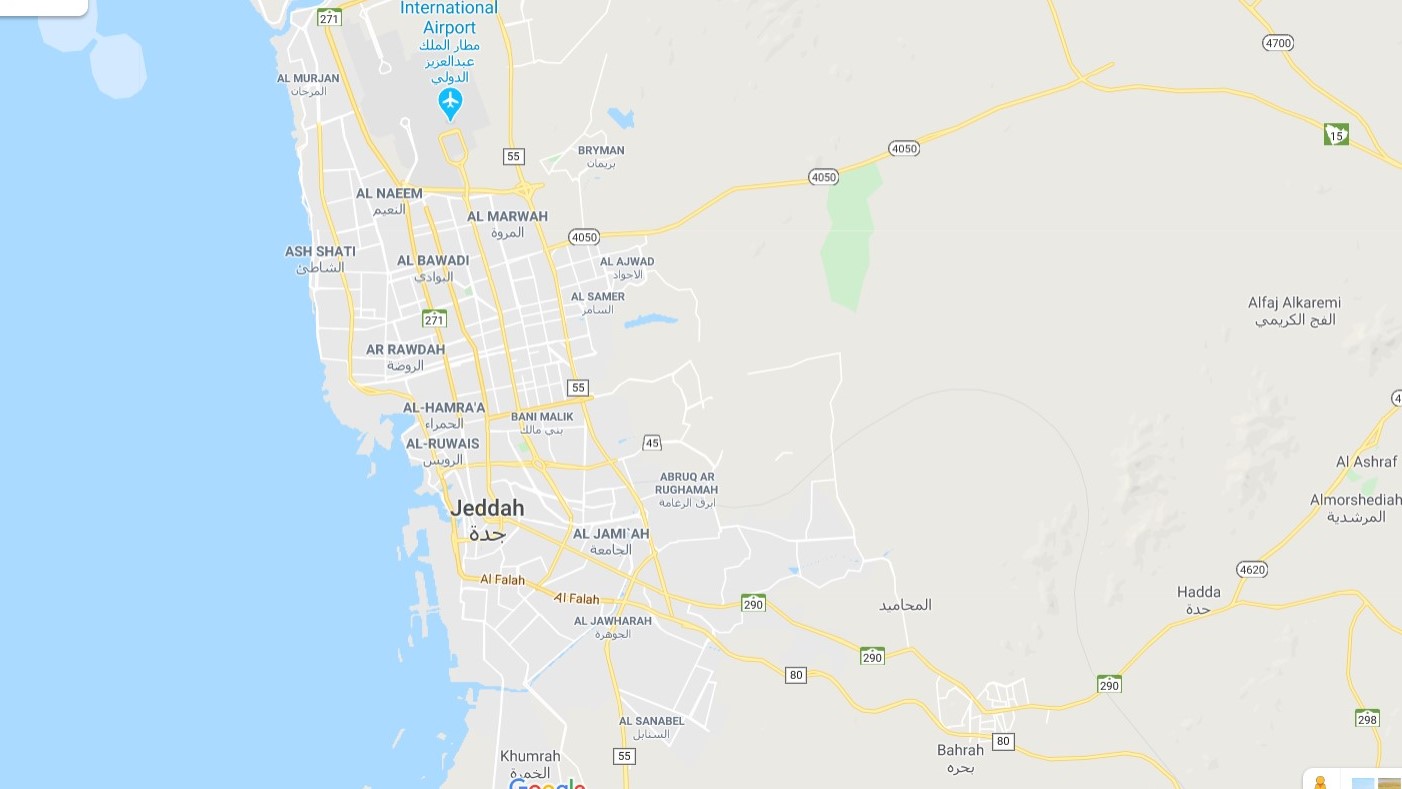 271
International
Airport
مطار الملك
عبدالعزيز
الدولي
4700
AL MURJAN
المرجان
15
55
BRYMAN
بريمان
4050
4050
AL NAEEM
النعيم
AL MARWAH
المروة
4050
ASH SHATI
الشاطئ
AL BAWADI
البوادي
AL AJWAD
الاجواد
AL SAMER
السامر
Alfaj Alkaremi
الفج الكريمي
271
AR RAWDAH
الروضة
55
4
AL-HAMRA'A
الحمراء
BANI MALIK
بني مالك
AL-RUWAIS
الرويس
45
Al Ashraf
ABRUQ AR
RUGHAMAH
ابرق الرغامة
Almorshediah
المرشدية
Jeddah
جدة
AL JAMI`AH
الجامعة
4620
Al Falah
Al Falah
290
المحاميد
Hadda
حدة
AL JAWHARAH
الجوهرة
290
80
290
AL SANABEL
السنابل
298
55
80
Khumrah
الخمرة
Bahrah
بحره
Google